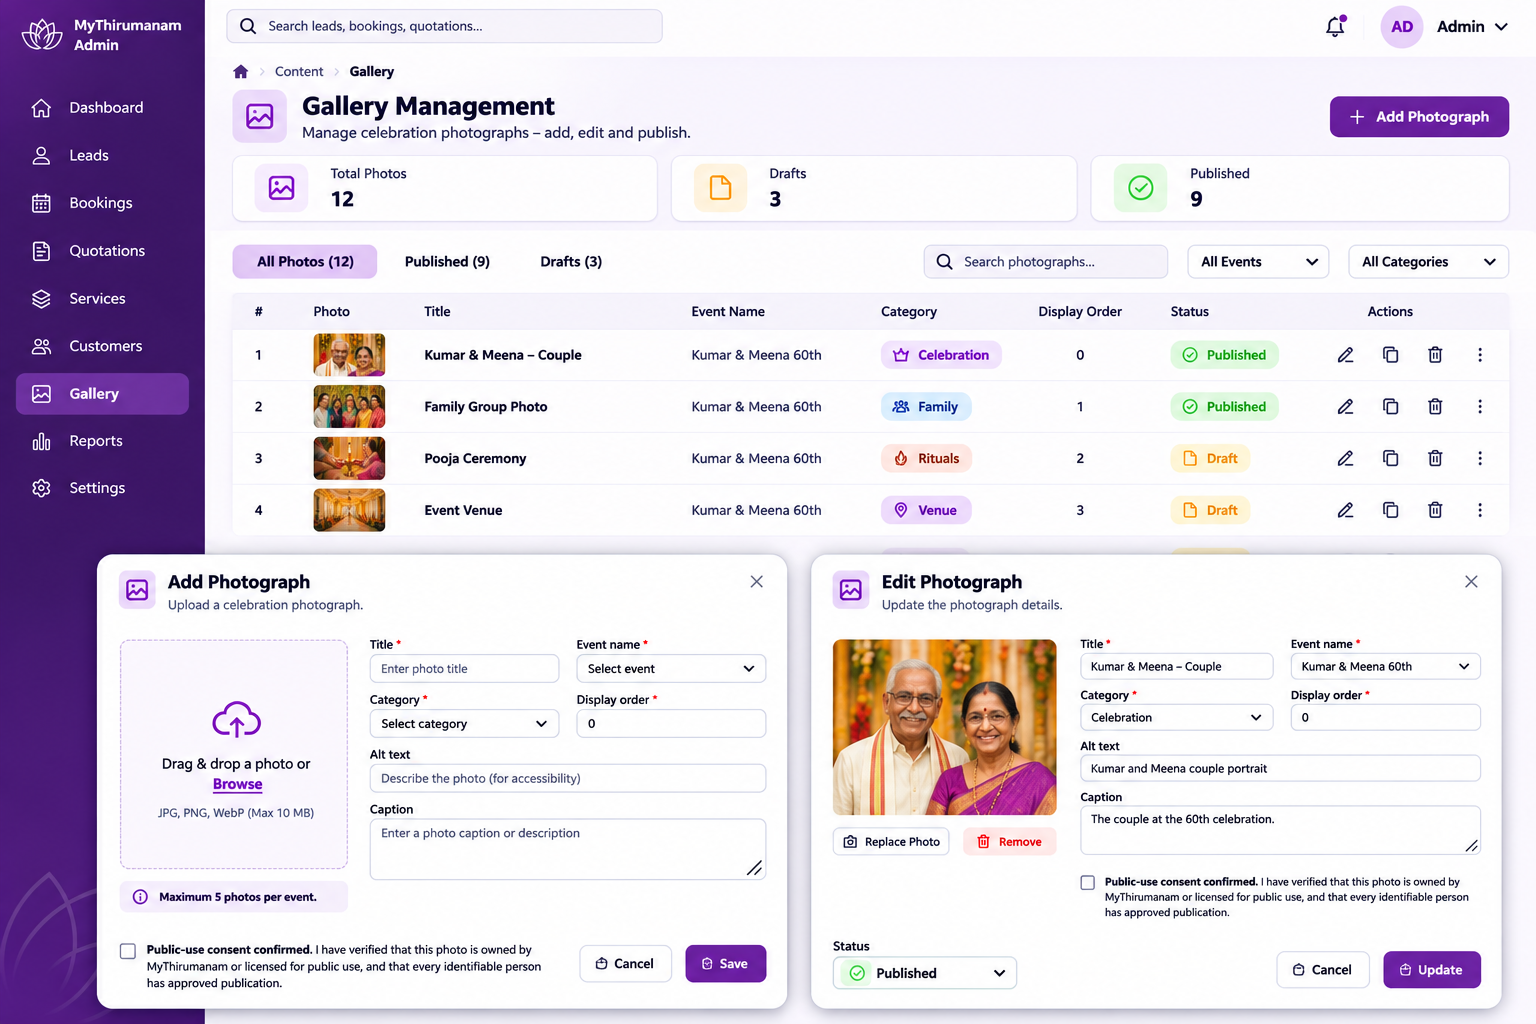 MyThirumanam
Admin
Search leads, bookings, quotations...
AD
Admin
Dashboard
Leads
Bookings
Quotations
Services
Customers
Gallery
Reports
Settings
Content
Gallery
Gallery Management
Manage celebration photographs – add, edit and publish.
Add Photograph
Total Photos
12
Drafts
3
Published
9
All Photos (12)
Published (9)
Drafts (3)
Search photographs...
All Events
All Categories
# Photo Title Event Name Category Display Order Status Actions
1 Kumar & Meena – Couple Kumar & Meena 60th Celebration 0 Published
2 Family Group Photo Kumar & Meena 60th Family 1 Published
3 Pooja Ceremony Kumar & Meena 60th Rituals 2 Draft
4 Event Venue Kumar & Meena 60th Venue 3 Draft
Add Photograph
Upload a celebration photograph.
Drag & drop a photo or
Browse
JPG, PNG, WebP (Max 10 MB)
Maximum 5 photos per event.
Title *
Enter photo title
Event name *
Select event
Category *
Select category
Display order *
0
Alt text
Describe the photo (for accessibility)
Caption
Enter a photo caption or description
Public-use consent confirmed. I have verified that this photo is owned by
MyThirumanam or licensed for public use, and that every identifiable person
has approved publication.
Cancel
Save
Edit Photograph
Update the photograph details.
Replace Photo
Remove
Title *
Kumar & Meena – Couple
Event name *
Kumar & Meena 60th
Category *
Celebration
Display order *
0
Alt text
Kumar and Meena couple portrait
Caption
The couple at the 60th celebration.
Public-use consent confirmed. I have verified that this photo is owned by
MyThirumanam or licensed for public use, and that every identifiable person
has approved publication.
Status
Published
Cancel
Update